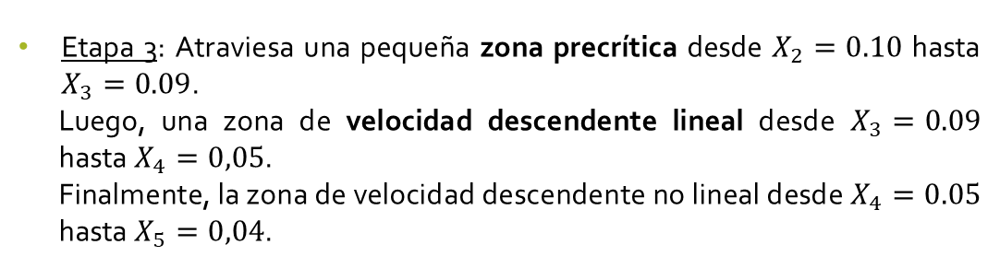 • Etapa 3: Atraviesa una pequeña zona precrítica desde X₂ = 0.10 hasta
X₃ = 0.09.
Luego, una zona de velocidad descendente lineal desde X₃ = 0.09
hasta X₄ = 0,05.
Finalmente, la zona de velocidad descendente no lineal desde X₄ = 0.05
hasta X₅ = 0,04.